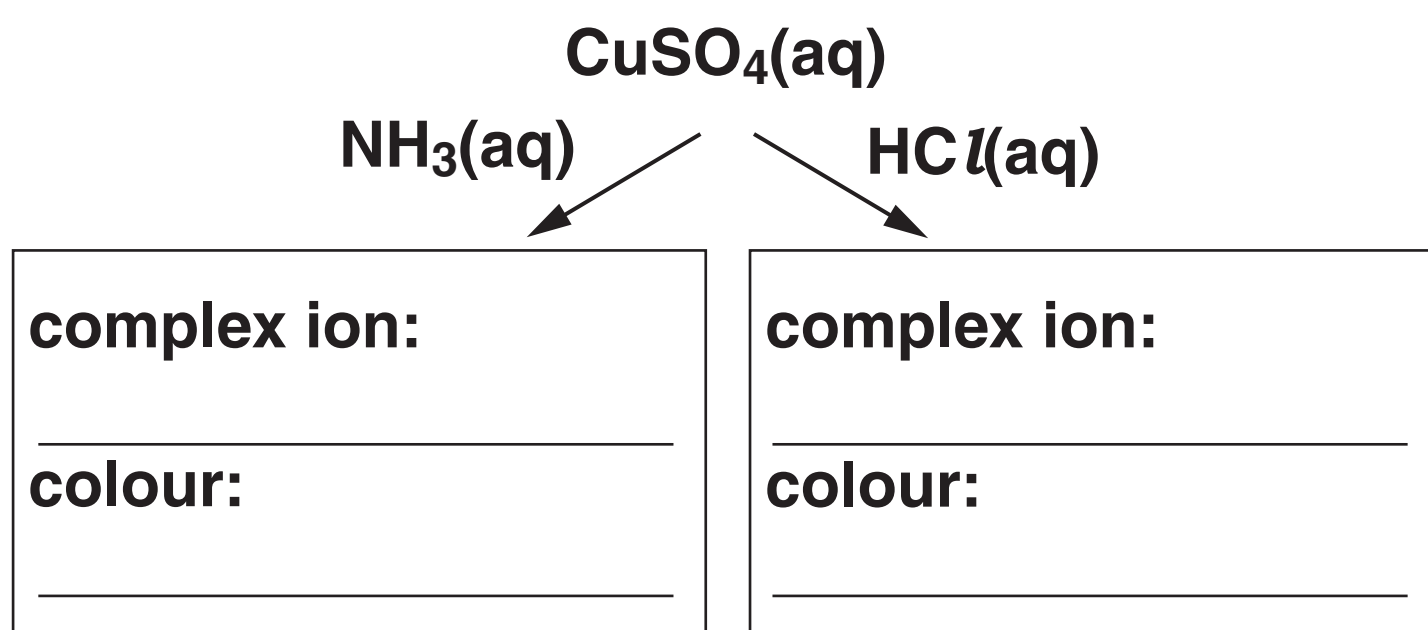 CuSO₄(aq)
NH₃(aq)
HCl(aq)
complex ion:
colour:
complex ion:
colour: